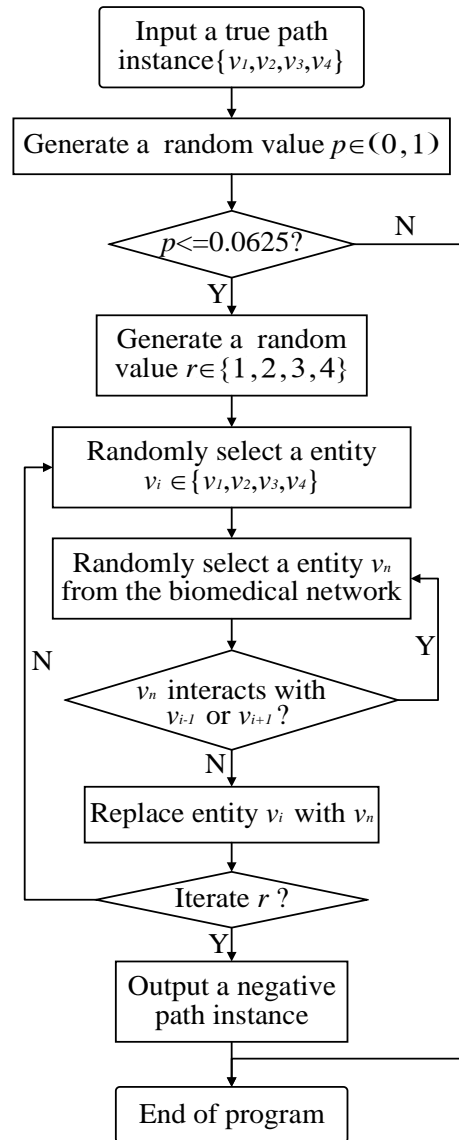 Input a true path
instance{v₁,v₂,v₃,v₄}
Generate a random value p∈(0,1)
p<=0.0625?
N
Y
Generate a random
value r∈{1,2,3,4}
Randomly select a entity
vᵢ∈{v₁,v₂,v₃,v₄}
Randomly select a entity vₙ
from the biomedical network
N
Y
vₙ interacts with
vᵢ₋₁ or vᵢ₊₁?
N
Replace entity vᵢ with vₙ
Iterate r ?
Y
Output a negative
path instance
End of program